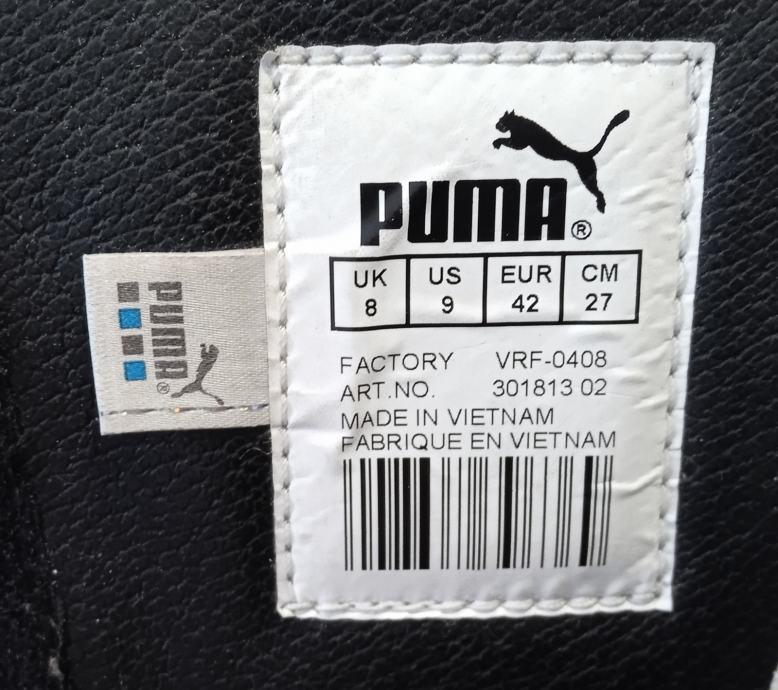 PUMA®
UK US EUR CM
8 9 42 27
FACTORY VRF-0408
ART.NO. 301813 02
MADE IN VIETNAM
FABRIQUE EN VIETNAM
PUMA®